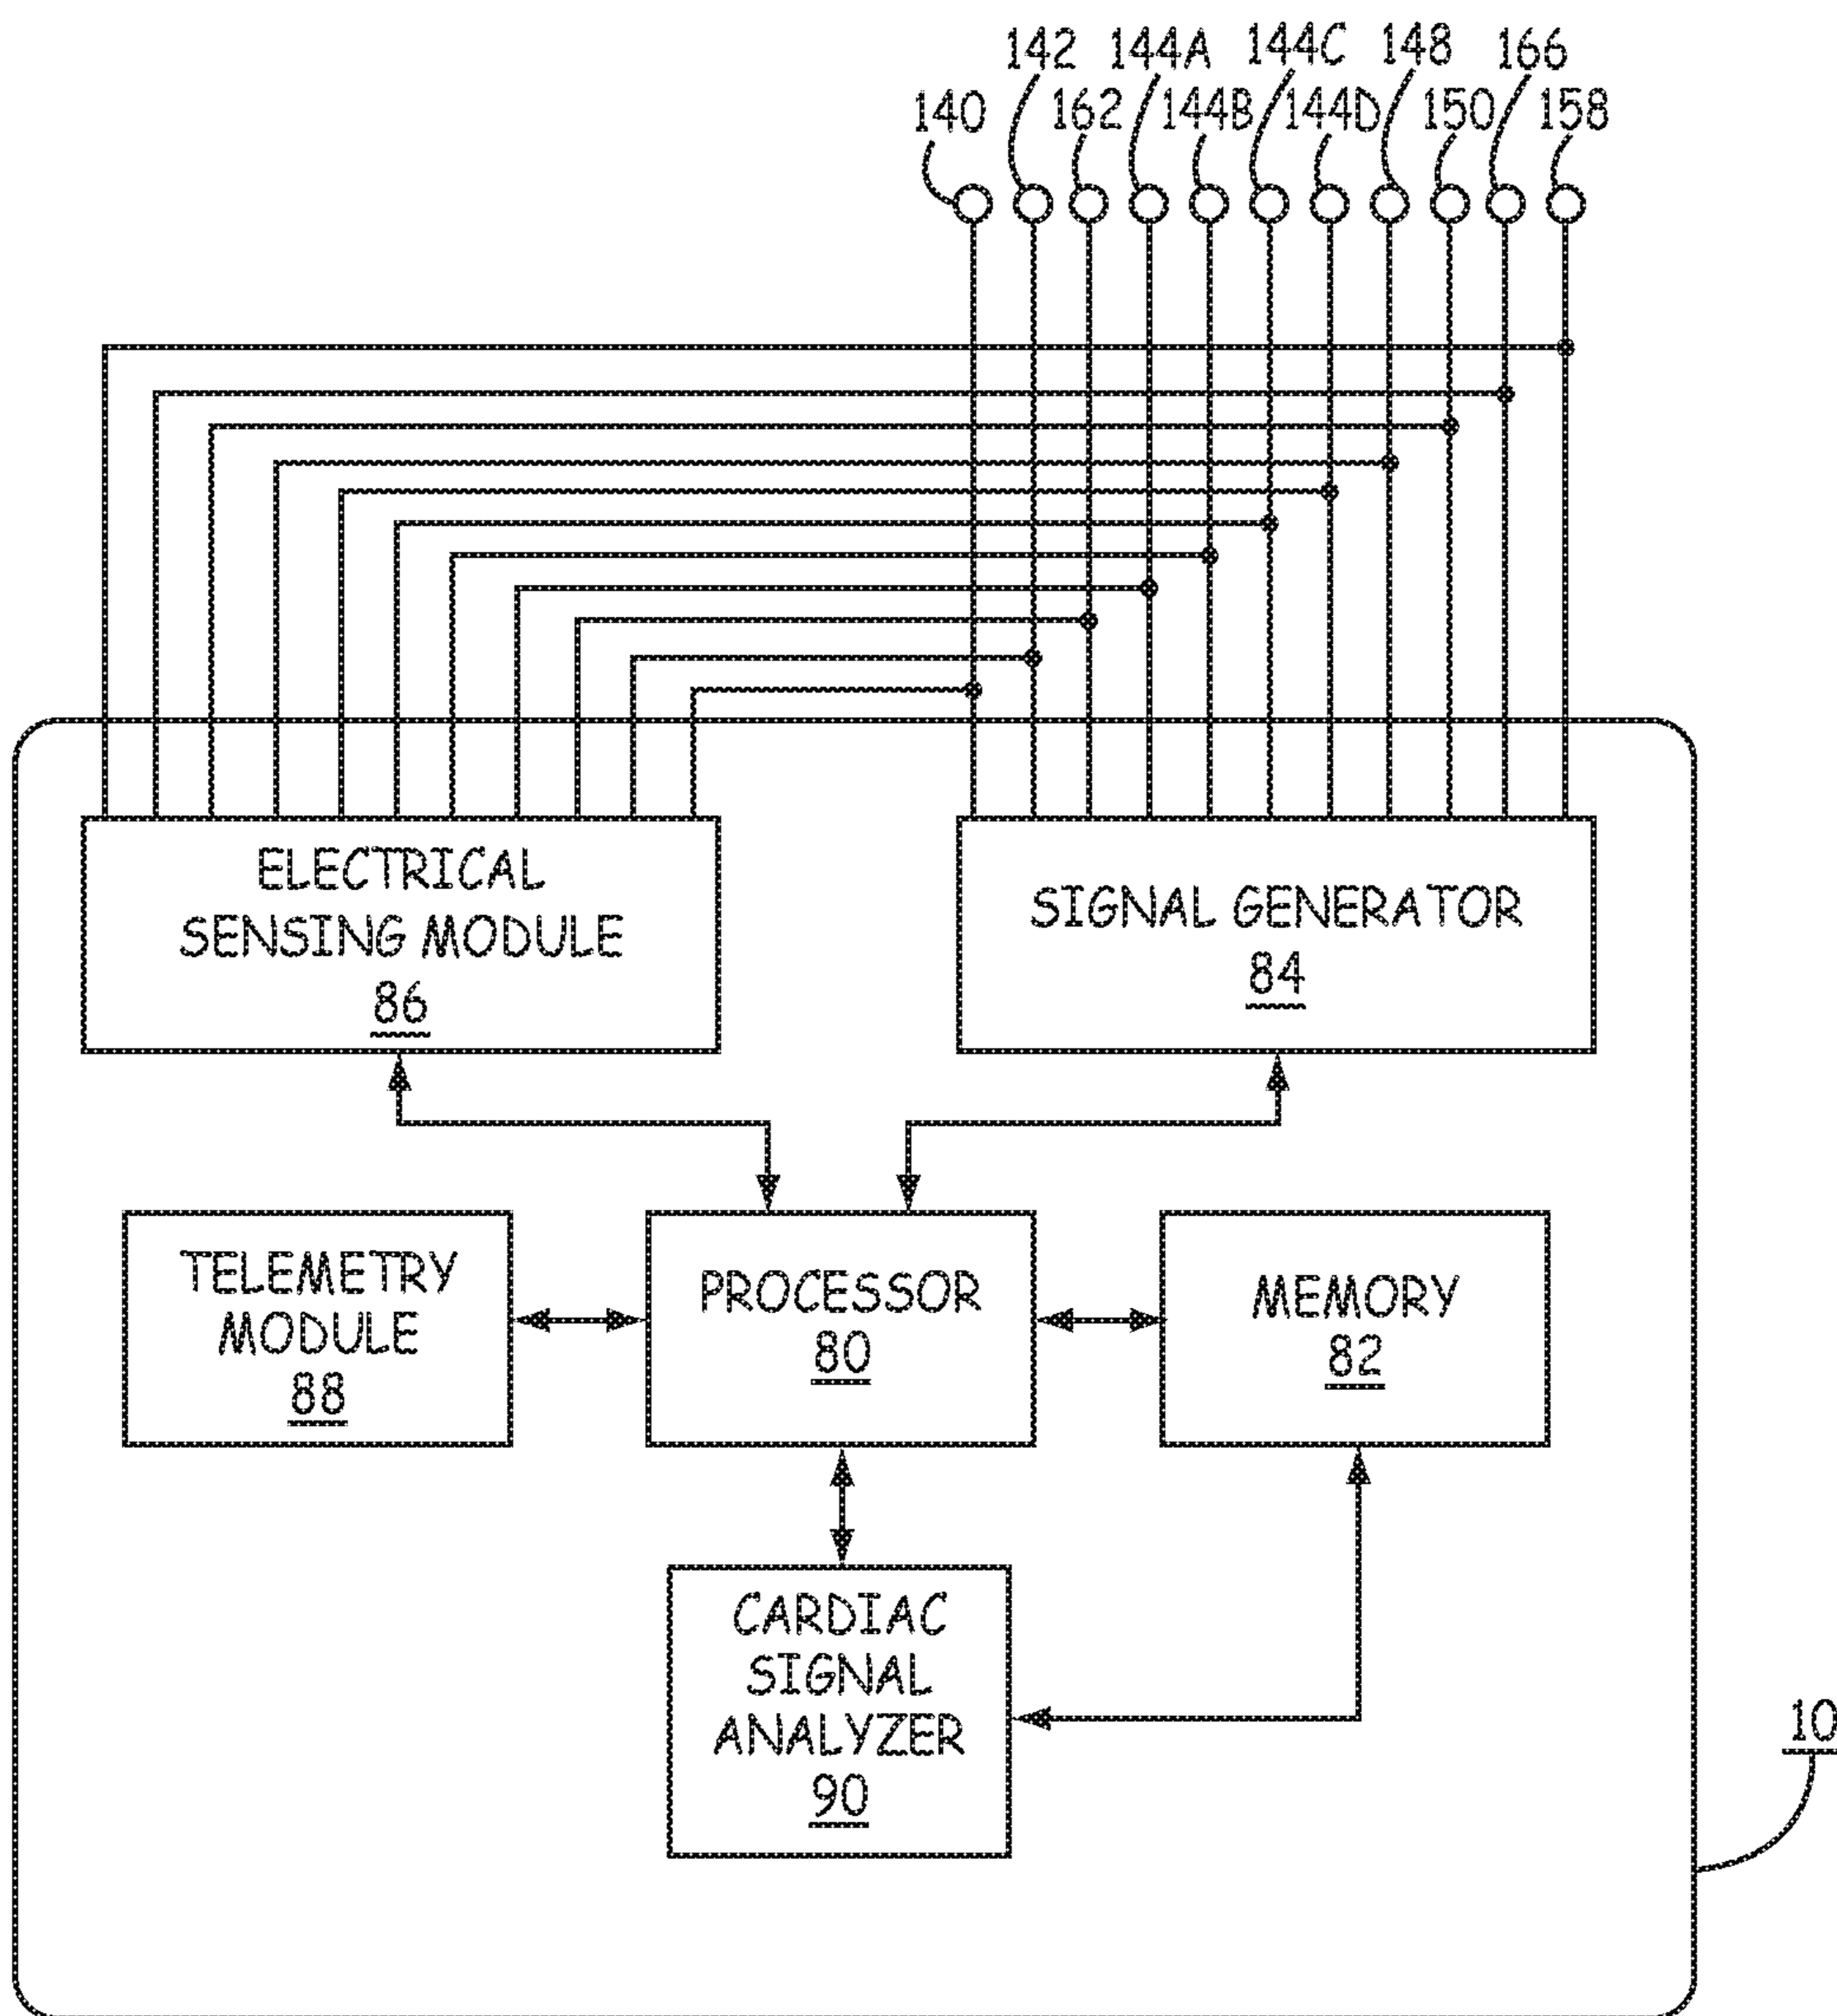 142 144A 144C 148 166
140 162 144B 144D 150 158
ELECTRICAL
SENSING MODULE
86
SIGNAL GENERATOR
84
TELEMETRY
MODULE
88
PROCESSOR
80
MEMORY
82
CARDIAC
SIGNAL
ANALYZER
90
10